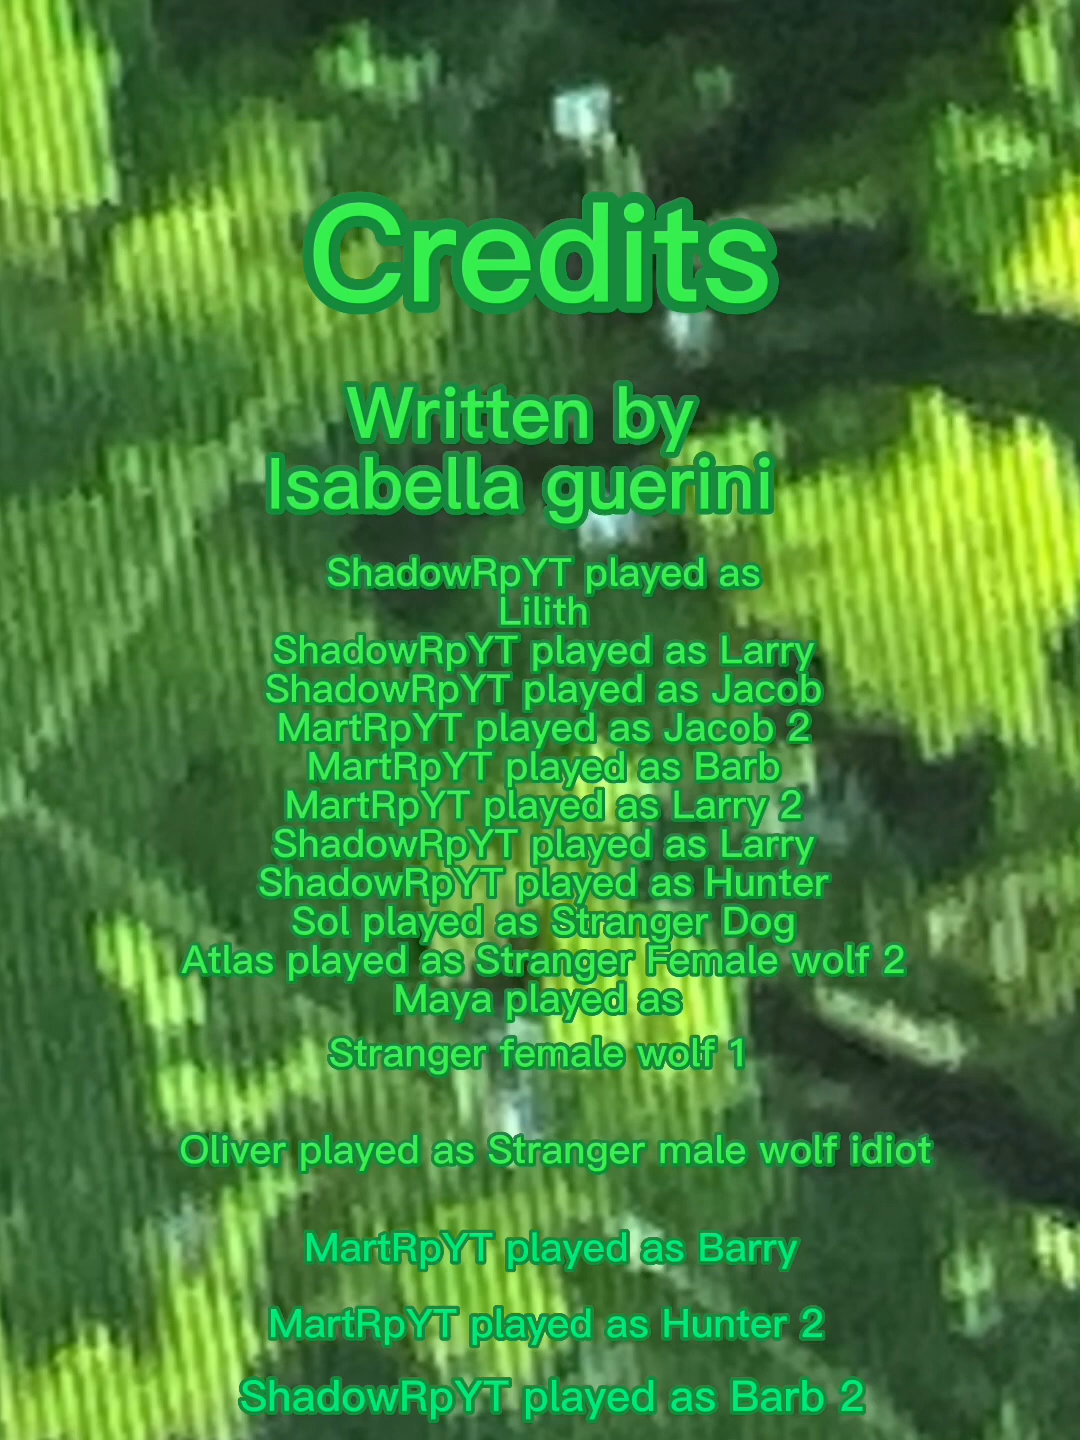 Credits
Written by
Isabella guerini
ShadowRpYT played as
Lilith
ShadowRpYT played as Larry
ShadowRpYT played as Jacob
MartRpYT played as Jacob 2
MartRpYT played as Barb
MartRpYT played as Larry 2
ShadowRpYT played as Larry
ShadowRpYT played as Hunter
Sol played as Stranger Dog
Atlas played as Stranger Female wolf 2
Maya played as
Stranger female wolf 1
Oliver played as Stranger male wolf idiot
MartRpYT played as Barry
MartRpYT played as Hunter 2
ShadowRpYT played as Barb 2